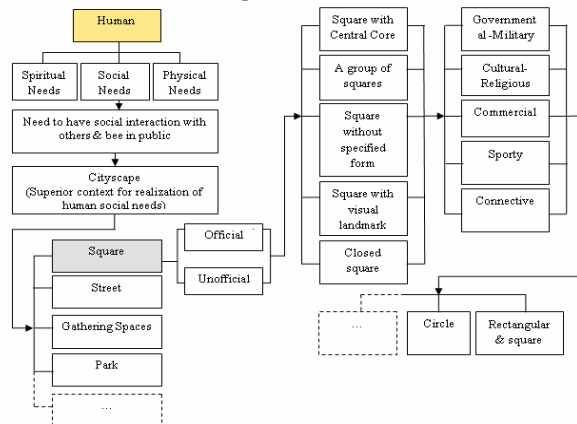 Human
Spiritual
Needs
Social
Needs
Physical
Needs
Need to have social interaction with
others & bee in public
Cityscape
(Superior context for realization of
human social needs)
Square
Street
Gathering Spaces
Park
...
Official
Unofficial
Square with
Central Core
A group of
squares
Square
without
specified
form
Square with
visual
landmark
Closed
square
Government
al-Military
Cultural-
Religious
Commercial
Sporty
Connective
...
Circle
Rectangular
& square